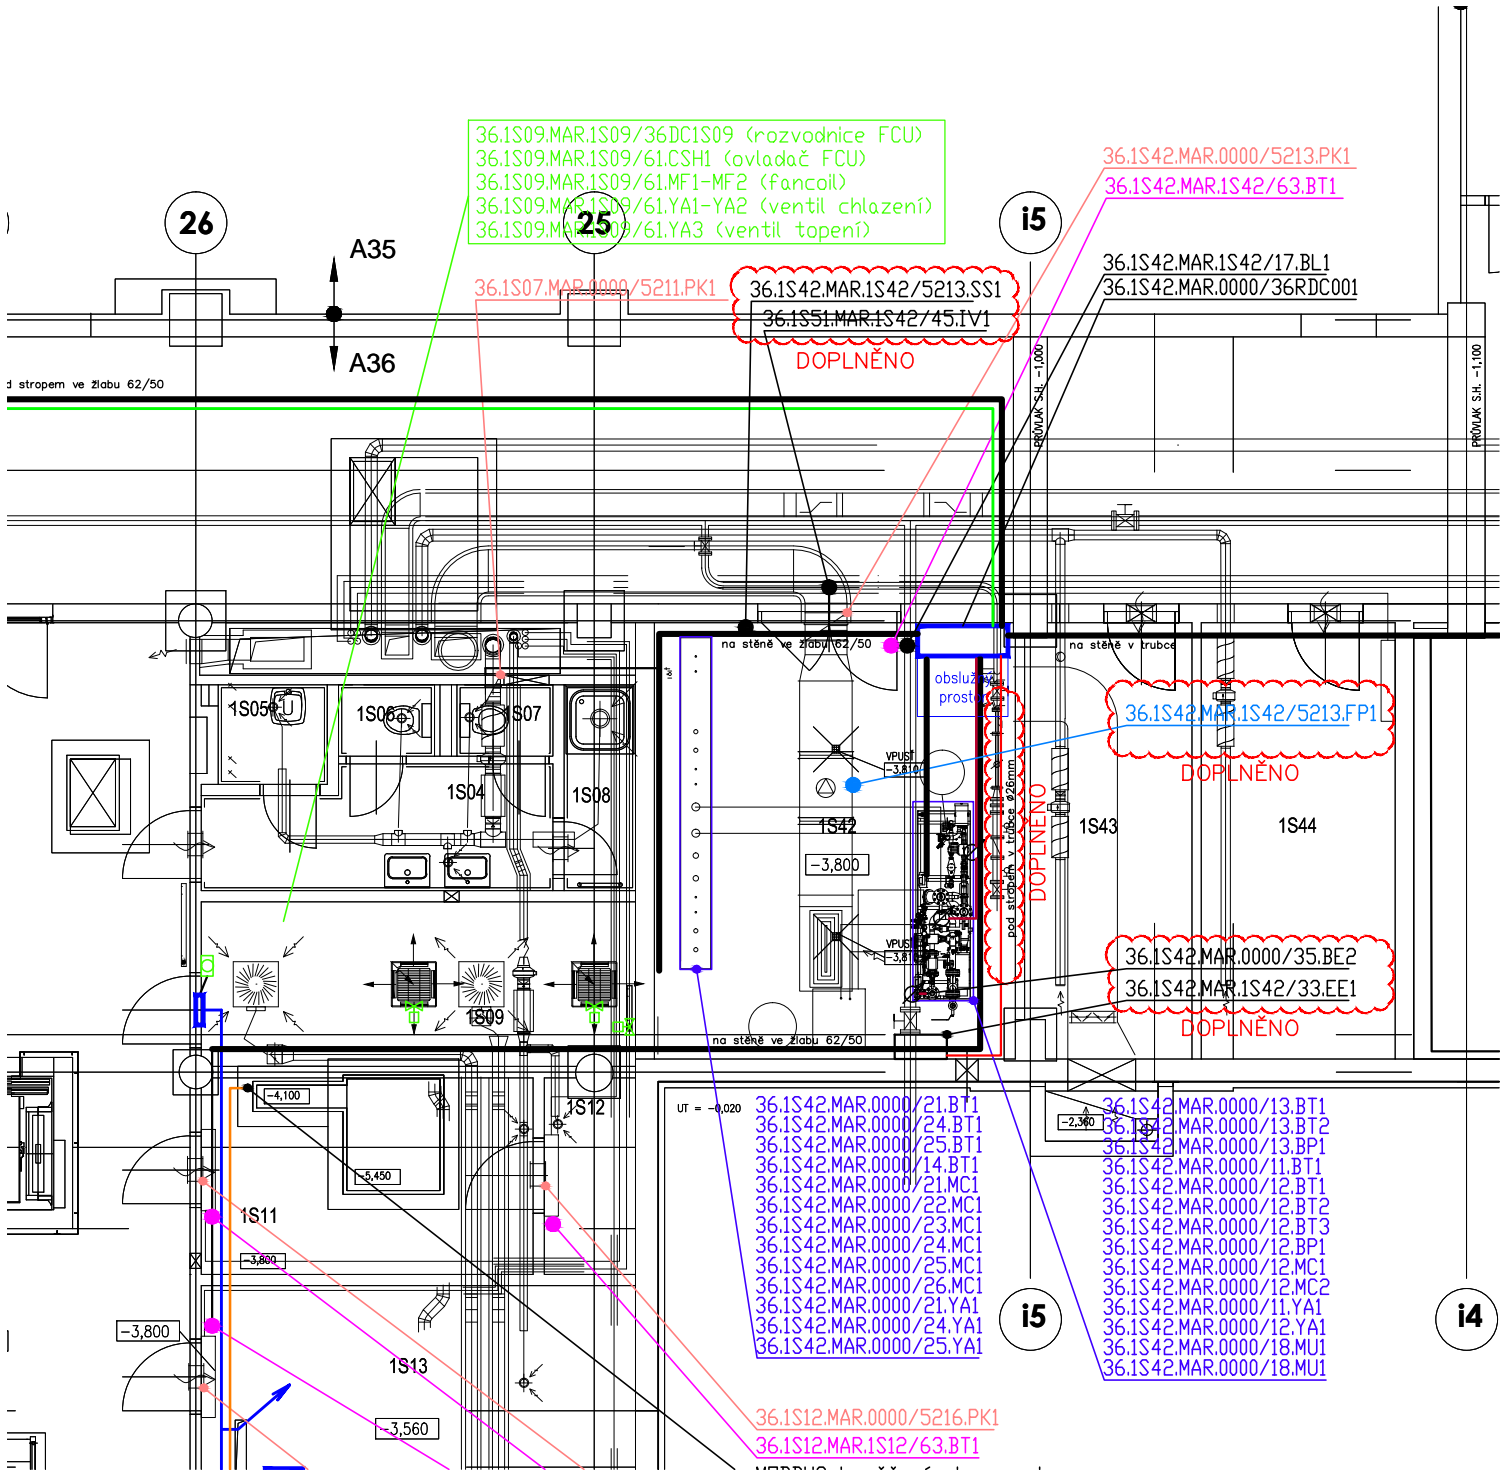 36.1S09.MAR.1S09/36DC1S09 (rozvodnice FCU)
36.1S09.MAR.1S09/61.CSH1 (ovladač FCU)
36.1S09.MAR.1S09/61.MF1-MF2 (fancoil)
36.1S09.MAR.1S09/61.YA1-YA2 (ventil chlazení)
36.1S09.MAR.1S09/61.YA3 (ventil topení)
36.1S42.MAR.0000/5213.PK1
36.1S42.MAR.1S42/63.BT1
26
25
i5
A35
36.1S42.MAR.1S42/17.BL1
36.1S42.MAR.0000/36RDC001
36.1S07.MAR.0000/5211.PK1
36.1S42.MAR.1S42/5213.SS1
36.1S51.MAR.1S42/45.IV1
DOPLNĚNO
A36
PRŮVLAK S.H. -1,000
PRŮVLAK S.H. -1,100
stropem ve žlabu 62/50
na stěně ve žlabu 62/50
na stěně v trubce
obslužný
prostor
1S05
1S06
1S07
36.1S42.MAR.1S42/5213.FP1
DOPLNĚNO
VPUSŤ
-3,810
1S04
1S08
1S42
1S43
1S44
-3,800
pod stropem v trubce ø26mm
DOPLNĚNO
VPUSŤ
36.1S42.MAR.0000/35.BE2
36.1S42.MAR.1S42/33.EE1
DOPLNĚNO
1S09
na stěně ve žlabu 62/50
-4,100
1S12
UT = -0,020
-2,360
36.1S42.MAR.0000/21.BT1
36.1S42.MAR.0000/24.BT1
36.1S42.MAR.0000/25.BT1
36.1S42.MAR.0000/14.BT1
36.1S42.MAR.0000/21.MC1
36.1S42.MAR.0000/22.MC1
36.1S42.MAR.0000/23.MC1
36.1S42.MAR.0000/24.MC1
36.1S42.MAR.0000/25.MC1
36.1S42.MAR.0000/26.MC1
36.1S42.MAR.0000/21.YA1
36.1S42.MAR.0000/24.YA1
36.1S42.MAR.0000/25.YA1
36.1S42.MAR.0000/13.BT1
36.1S42.MAR.0000/13.BT2
36.1S42.MAR.0000/13.BP1
36.1S42.MAR.0000/11.BT1
36.1S42.MAR.0000/12.BT1
36.1S42.MAR.0000/12.BT2
36.1S42.MAR.0000/12.BT3
36.1S42.MAR.0000/12.BP1
36.1S42.MAR.0000/12.MC1
36.1S42.MAR.0000/12.MC2
36.1S42.MAR.0000/11.YA1
36.1S42.MAR.0000/12.YA1
36.1S42.MAR.0000/18.MU1
36.1S42.MAR.0000/18.MU1
-5,450
1S11
-3,800
-3,800
1S13
-3,560
i5
i4
36.1S12.MAR.0000/5216.PK1
36.1S12.MAR.1S12/63.BT1